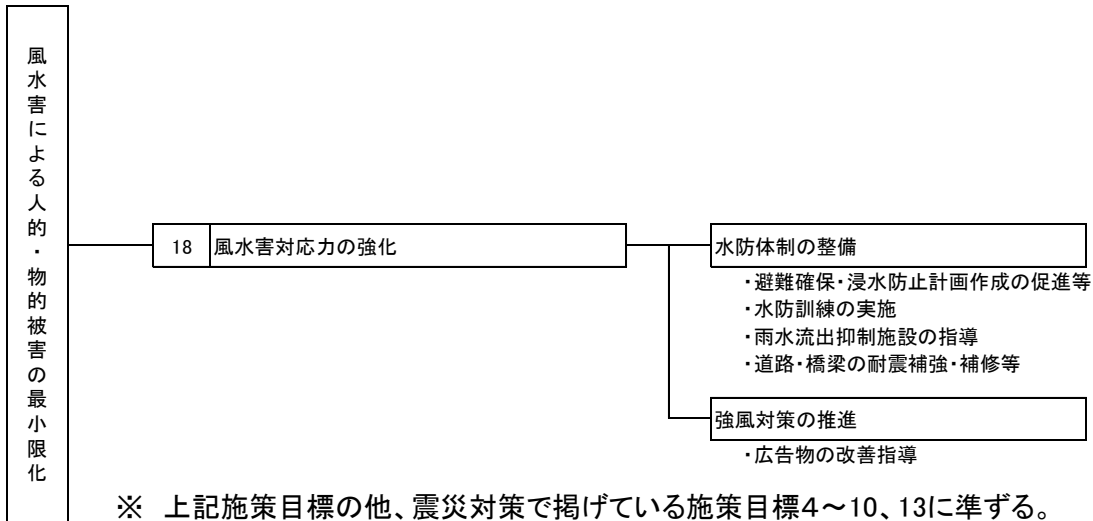 風水害による人的・物的被害の最小限化
18 風水害対応力の強化
水防体制の整備
・避難確保・浸水防止計画作成の促進等
・水防訓練の実施
・雨水流出抑制施設の指導
・道路・橋梁の耐震補強・補修等
強風対策の推進
・広告物の改善指導
※ 上記施策目標の他、震災対策で掲げている施策目標4～10、13に準ずる。